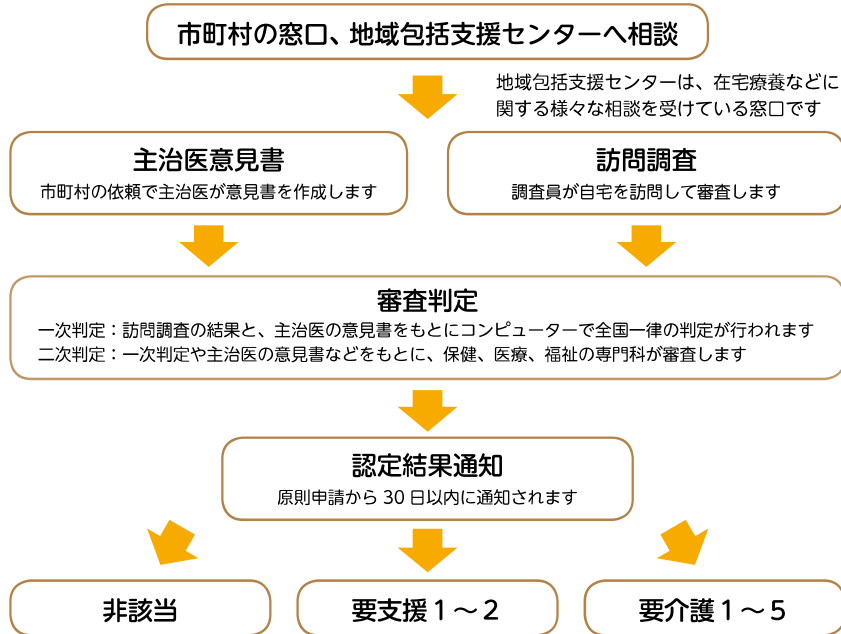 市町村の窓口、地域包括支援センターへ相談
地域包括支援センターは、在宅療養などに
関する様々な相談を受けている窓口です
主治医意見書
市町村の依頼で主治医が意見書を作成します
訪問調査
調査員が自宅を訪問して審査します
審査判定
一次判定：訪問調査の結果と、主治医の意見書をもとにコンピューターで全国一律の判定が行われます
二次判定：一次判定や主治医の意見書などをもとに、保健、医療、福祉の専門科が審査します
認定結果通知
原則申請から 30 日以内に通知されます
非該当
要支援１～２
要介護１～５